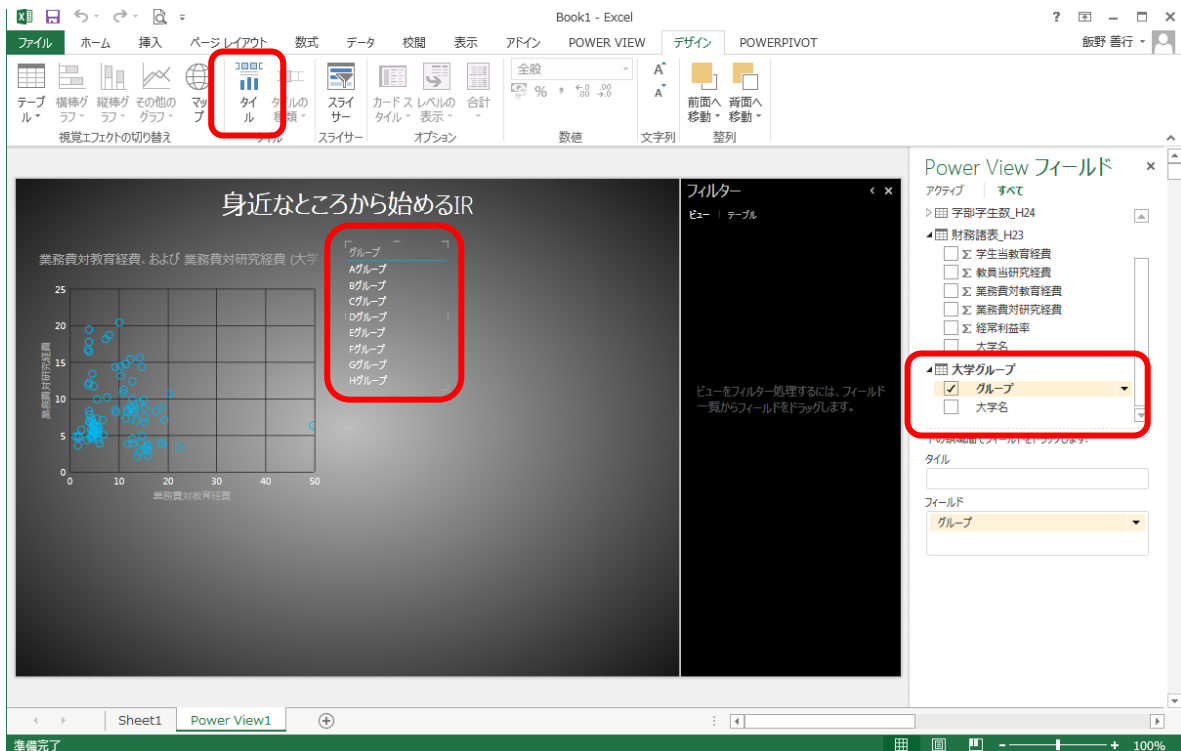 Book1 - Excel
ファイル ホーム 挿入 ページ レイアウト 数式 データ 校閲 表示 アドイン POWER VIEW デザイン POWERPIVOT 飯野 善行
テーブル 横棒グラフ 縦棒グラフ その他のグラフ マップ タイル タイルの種類 スライサー カード スタイル レベルの表示 合計 全般 前面へ移動 背面へ移動
視覚エフェクトの切り替え タイル スライサー オプション 数値 文字列 整列
身近なところから始めるIR
業務費対教育経費、および 業務費対研究経費 (大学
25
20
15
10
5
0
業務費対研究経費
0 10 20 30 40 50
業務費対教育経費
グループ
Aグループ
Bグループ
Cグループ
Dグループ
Eグループ
Fグループ
Gグループ
Hグループ
フィルター
ビュー | テーブル
ビューをフィルター処理するには、フィールド
一覧からフィールドをドラッグします。
Power View フィールド
アクティブ すべて
学部学生数_H24
財務諸表_H23
Σ 学生当教育経費
Σ 教員当研究経費
Σ 業務費対教育経費
Σ 業務費対研究経費
Σ 経常利益率
大学名
大学グループ
グループ
大学名
下の領域間でフィールドをドラッグします:
タイル
フィールド
グループ
Sheet1 Power View1
準備完了 100%